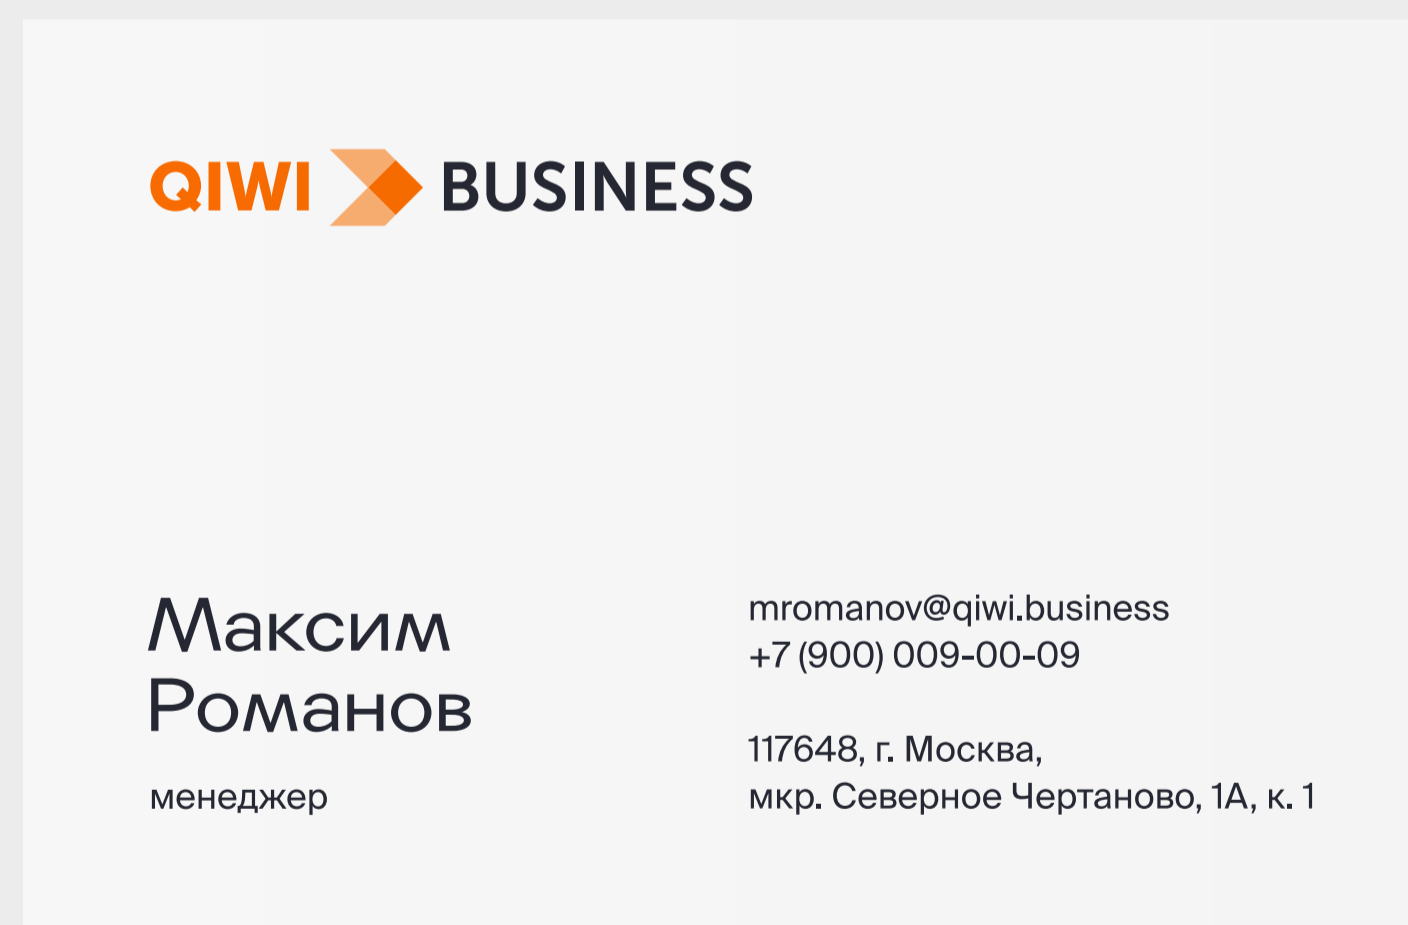 QIWI BUSINESS
Максим
Романов
менеджер
mromanov@qiwi.business
+7 (900) 009-00-09
117648, г. Москва,
мкр. Северное Чертаново, 1А, к. 1